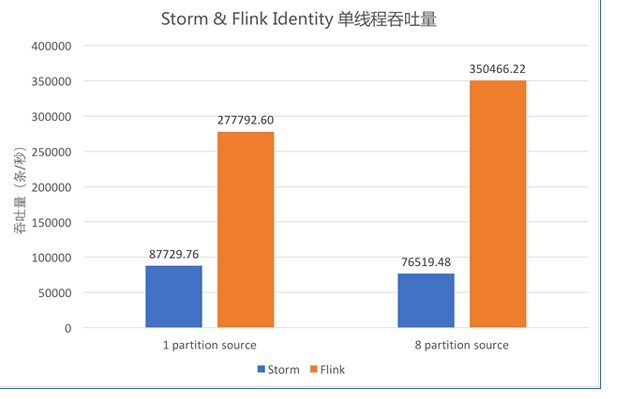 Storm & Flink Identity 单线程吞吐量
吞吐量（条/秒）
400000
350000
300000
250000
200000
150000
100000
50000
0
87729.76
277792.60
76519.48
350466.22
1 partition source
8 partition source
Storm
Flink